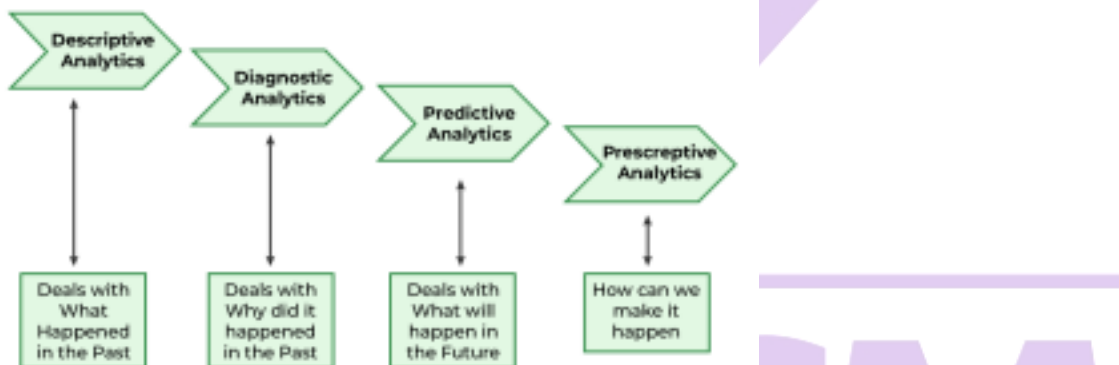 Descriptive
Analytics
Diagnostic
Analytics
Predictive
Analytics
Prescreptive
Analytics
Deals with
What
Happened
in the Past
Deals with
Why did it
happened
in the Past
Deals with
What will
happen in
the Future
How can we
make it
happen